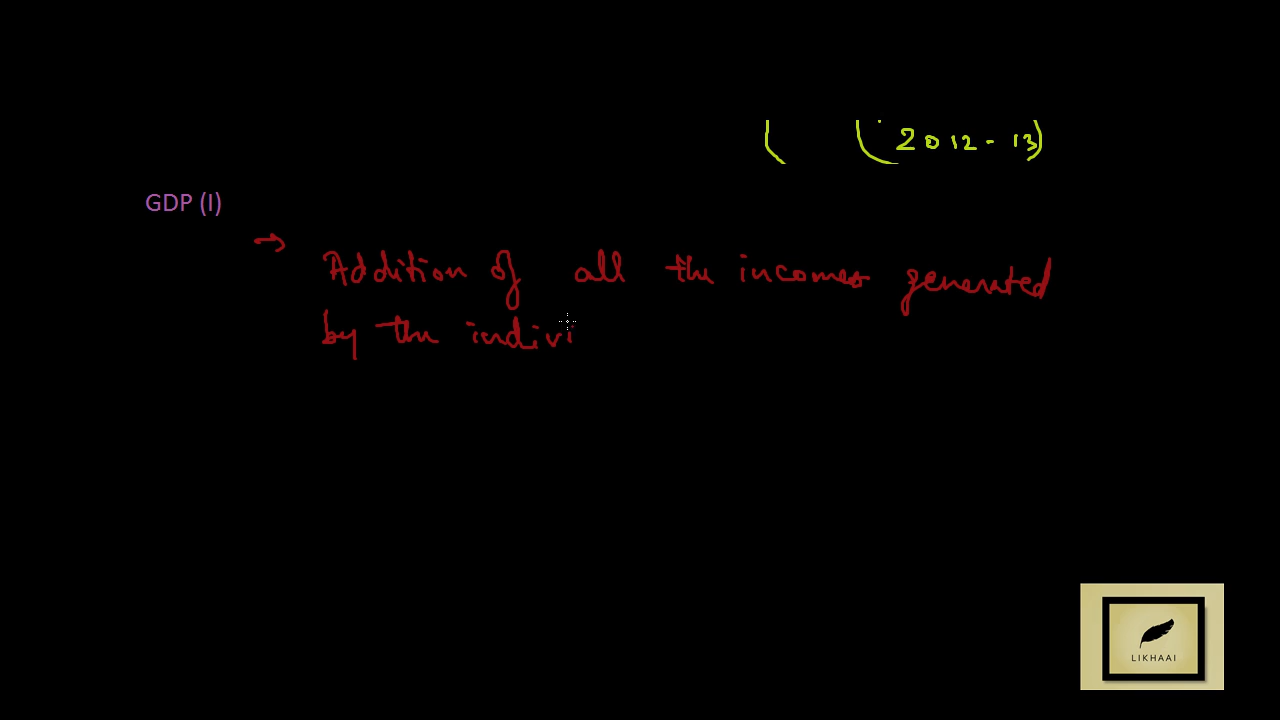 ( (2012-13)
GDP (I)
→ Addition of all the incomes generated
by the indivi
LIKHAAI